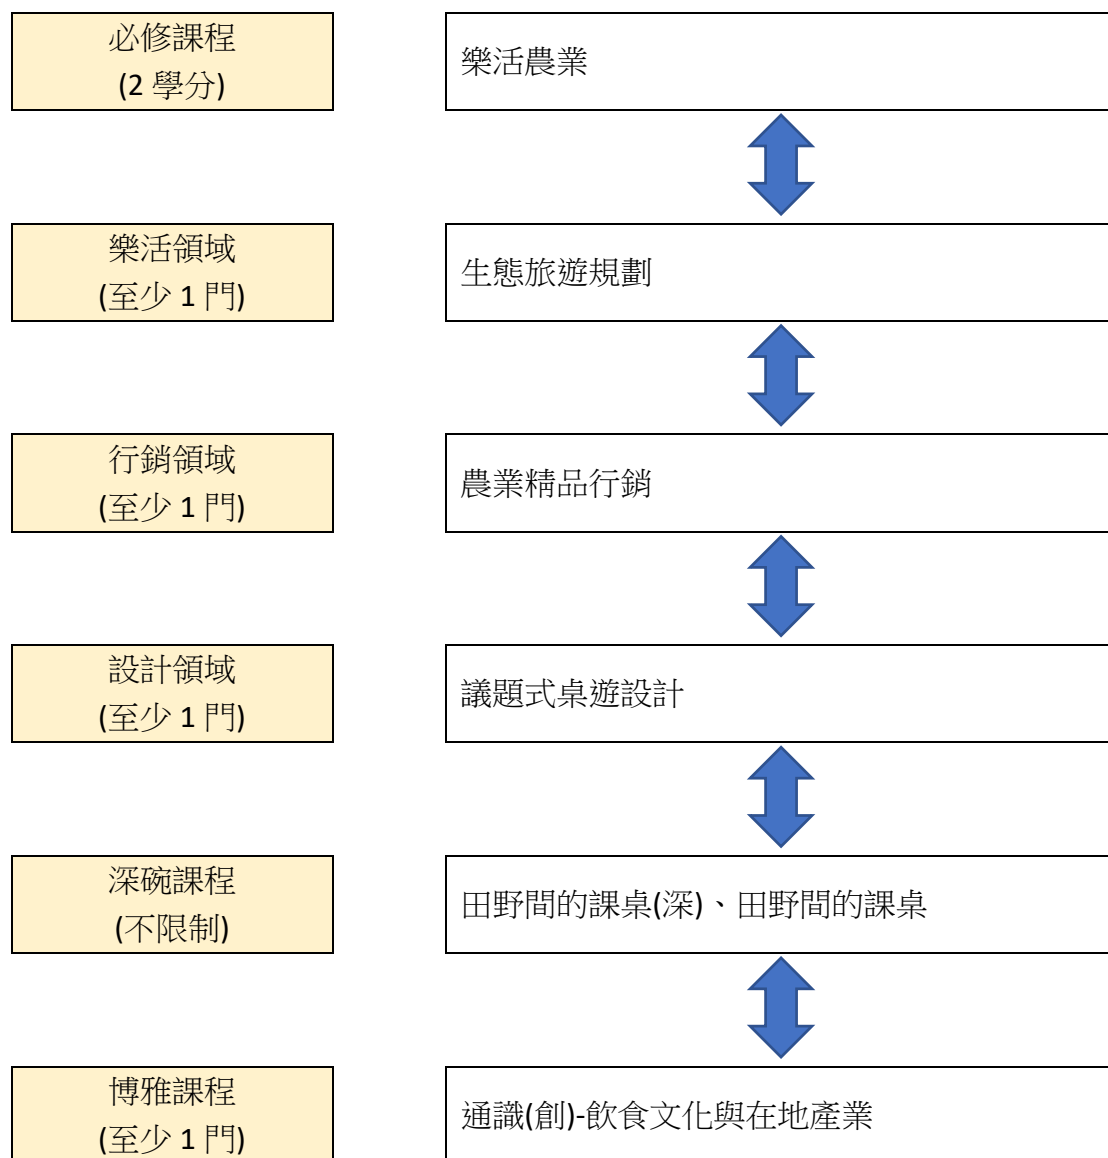 必修課程
(2 學分)
樂活農業
樂活領域
(至少 1 門)
生態旅遊規劃
行銷領域
(至少 1 門)
農業精品行銷
設計領域
(至少 1 門)
議題式桌遊設計
深碗課程
(不限制)
田野間的課桌(深)、田野間的課桌
博雅課程
(至少 1 門)
通識(創)-飲食文化與在地產業